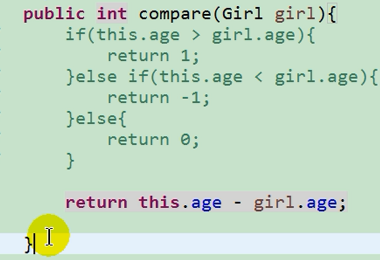 public int compare(Girl girl){
if(this.age > girl.age){
return 1;
}else if(this.age < girl.age){
return -1;
}else{
return 0;
}
return this.age - girl.age;
}